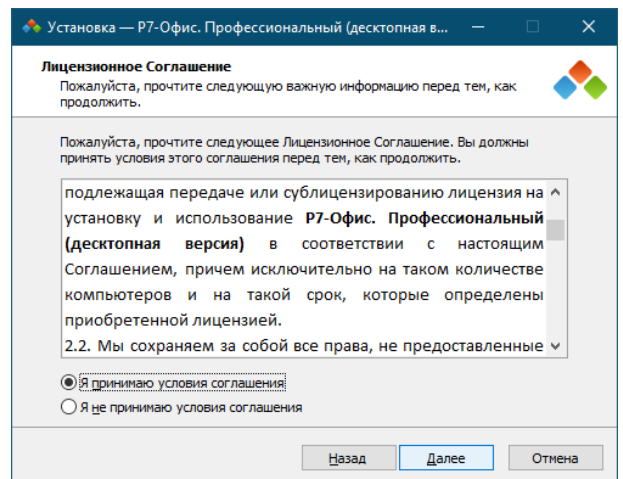 Установка — Р7-Офис. Профессиональный (десктопная в...
Лицензионное Соглашение
Пожалуйста, прочтите следующую важную информацию перед тем, как
продолжить.
Пожалуйста, прочтите следующее Лицензионное Соглашение. Вы должны
принять условия этого соглашения перед тем, как продолжить.
подлежащая передаче или сублицензированию лицензия на
установку и использование Р7-Офис. Профессиональный
(десктопная версия) в соответствии с настоящим
Соглашением, причем исключительно на таком количестве
компьютеров и на такой срок, которые определены
приобретенной лицензией.
2.2. Мы сохраняем за собой все права, не предоставленные
Я принимаю условия соглашения
Я не принимаю условия соглашения
Назад Далее Отмена